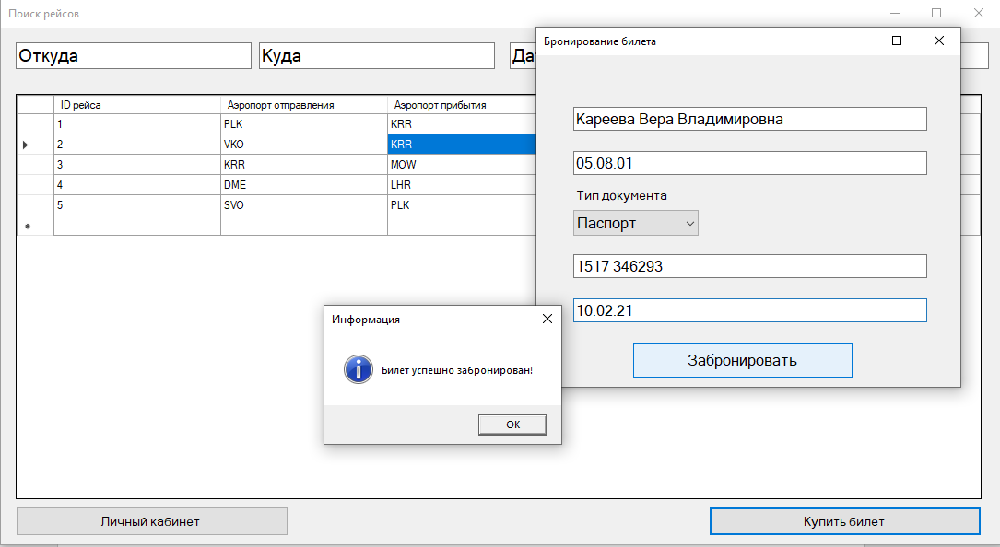 Поиск рейсов
Откуда
Куда
ID рейса
Аэропорт отправления
Аэропорт прибытия
1 PLK KRR
2 VKO KRR
3 KRR MOW
4 DME LHR
5 SVO PLK
Бронирование билета
Кареева Вера Владимировна
05.08.01
Тип документа
Паспорт
1517 346293
10.02.21
Забронировать
Информация
Билет успешно забронирован!
OK
Личный кабинет
Купить билет